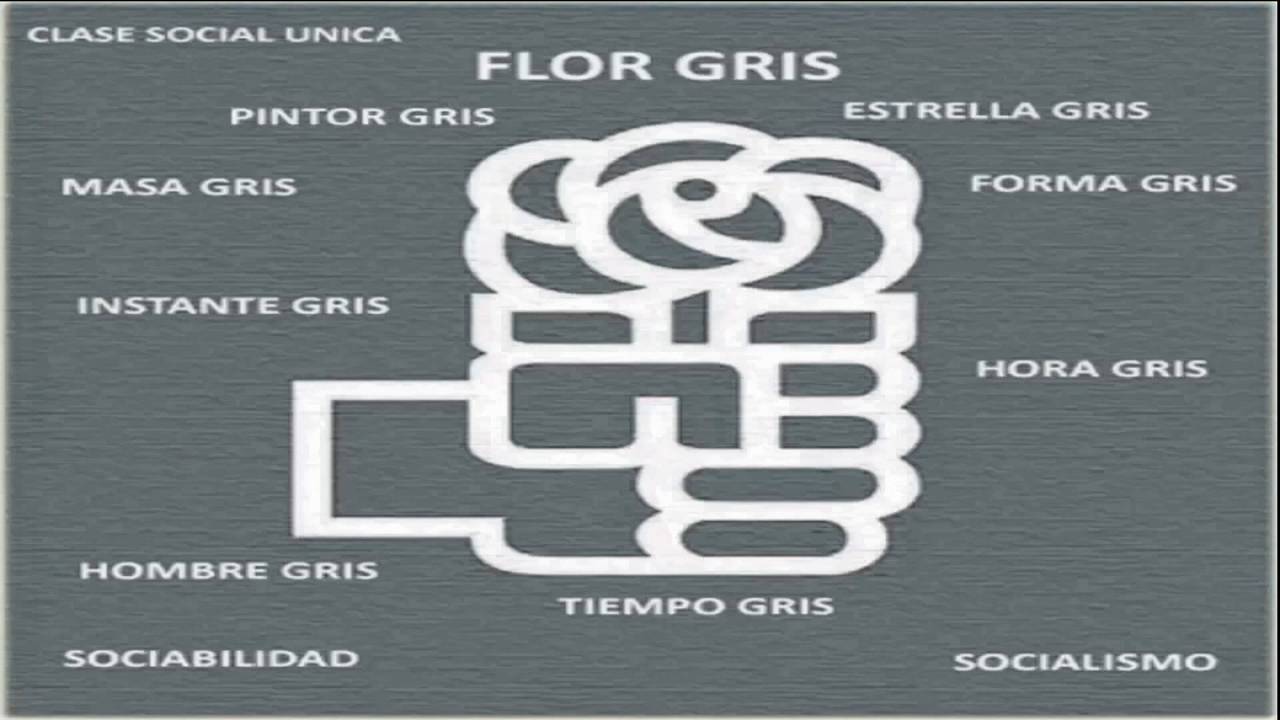 CLASE SOCIAL UNICA
FLOR GRIS
PINTOR GRIS
ESTRELLA GRIS
MASA GRIS
FORMA GRIS
INSTANTE GRIS
HORA GRIS
HOMBRE GRIS
TIEMPO GRIS
SOCIABILIDAD
SOCIALISMO